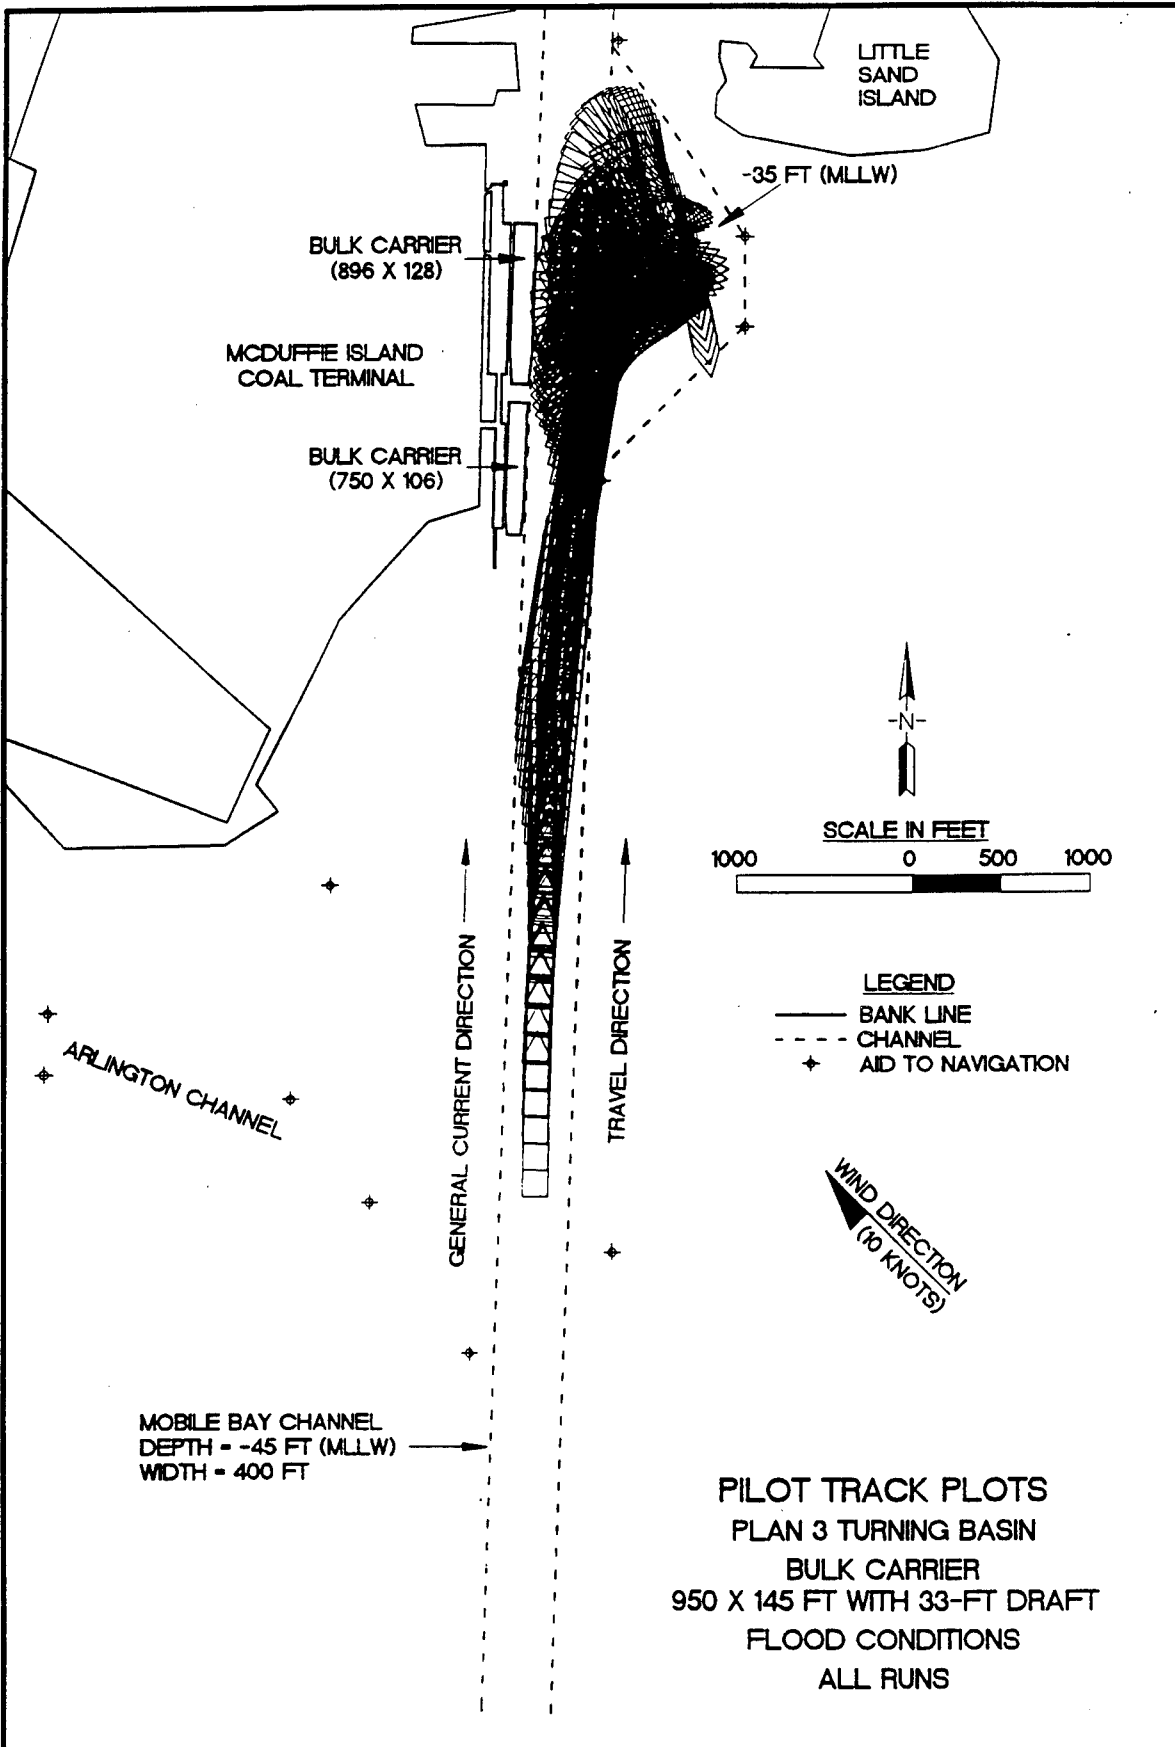 LITTLE
SAND
ISLAND
-35 FT (MLLW)
BULK CARRIER
(896 X 128)
MCDUFFIE ISLAND
COAL TERMINAL
BULK CARRIER
(750 X 106)
-N-
SCALE IN FEET
1000 0 500 1000
GENERAL CURRENT DIRECTION
TRAVEL DIRECTION
LEGEND
BANK LINE
CHANNEL
AID TO NAVIGATION
ARLINGTON CHANNEL
WIND DIRECTION
(10 KNOTS)
MOBILE BAY CHANNEL
DEPTH = -45 FT (MLLW)
WIDTH = 400 FT
PILOT TRACK PLOTS
PLAN 3 TURNING BASIN
BULK CARRIER
950 X 145 FT WITH 33-FT DRAFT
FLOOD CONDITIONS
ALL RUNS